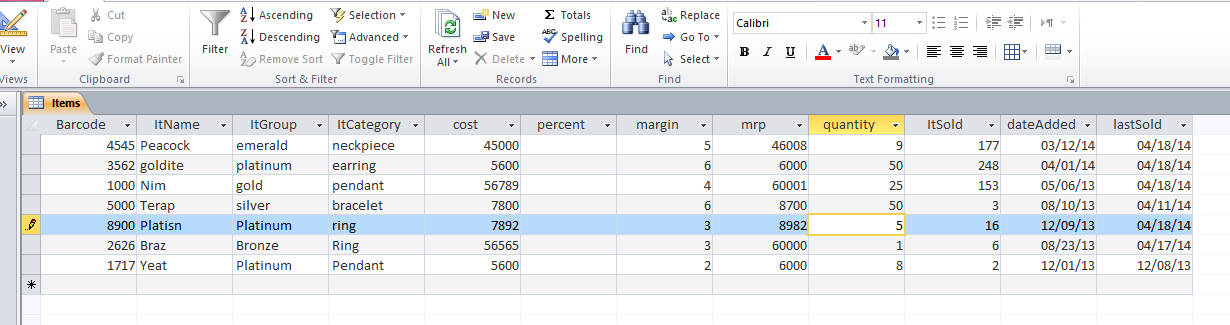 View Paste Cut Copy Format Painter Filter Ascending Descending Remove Sort Selection Advanced Toggle Filter Refresh All New Save Delete Totals Spelling More Find Replace Go To Select Calibri 11
B I U A ab A
Views Clipboard Sort & Filter Records Find Text Formatting
» Items
Barcode ItName ItGroup ItCategory cost percent margin mrp quantity ItSold dateAdded lastSold
4545 Peacock emerald neckpiece 45000 5 46008 9 177 03/12/14 04/18/14
3562 goldite platinum earring 5600 6 6000 50 248 04/01/14 04/18/14
1000 Nim gold pendant 56789 4 60001 25 153 05/06/13 04/18/14
5000 Terap silver bracelet 7800 6 8700 50 3 08/10/13 04/11/14
8900 Platisn Platinum ring 7892 3 8982 5 16 12/09/13 04/18/14
2626 Braz Bronze Ring 56565 3 60000 1 6 08/23/13 04/17/14
1717 Yeat Platinum Pendant 5600 2 6000 8 2 12/01/13 12/08/13